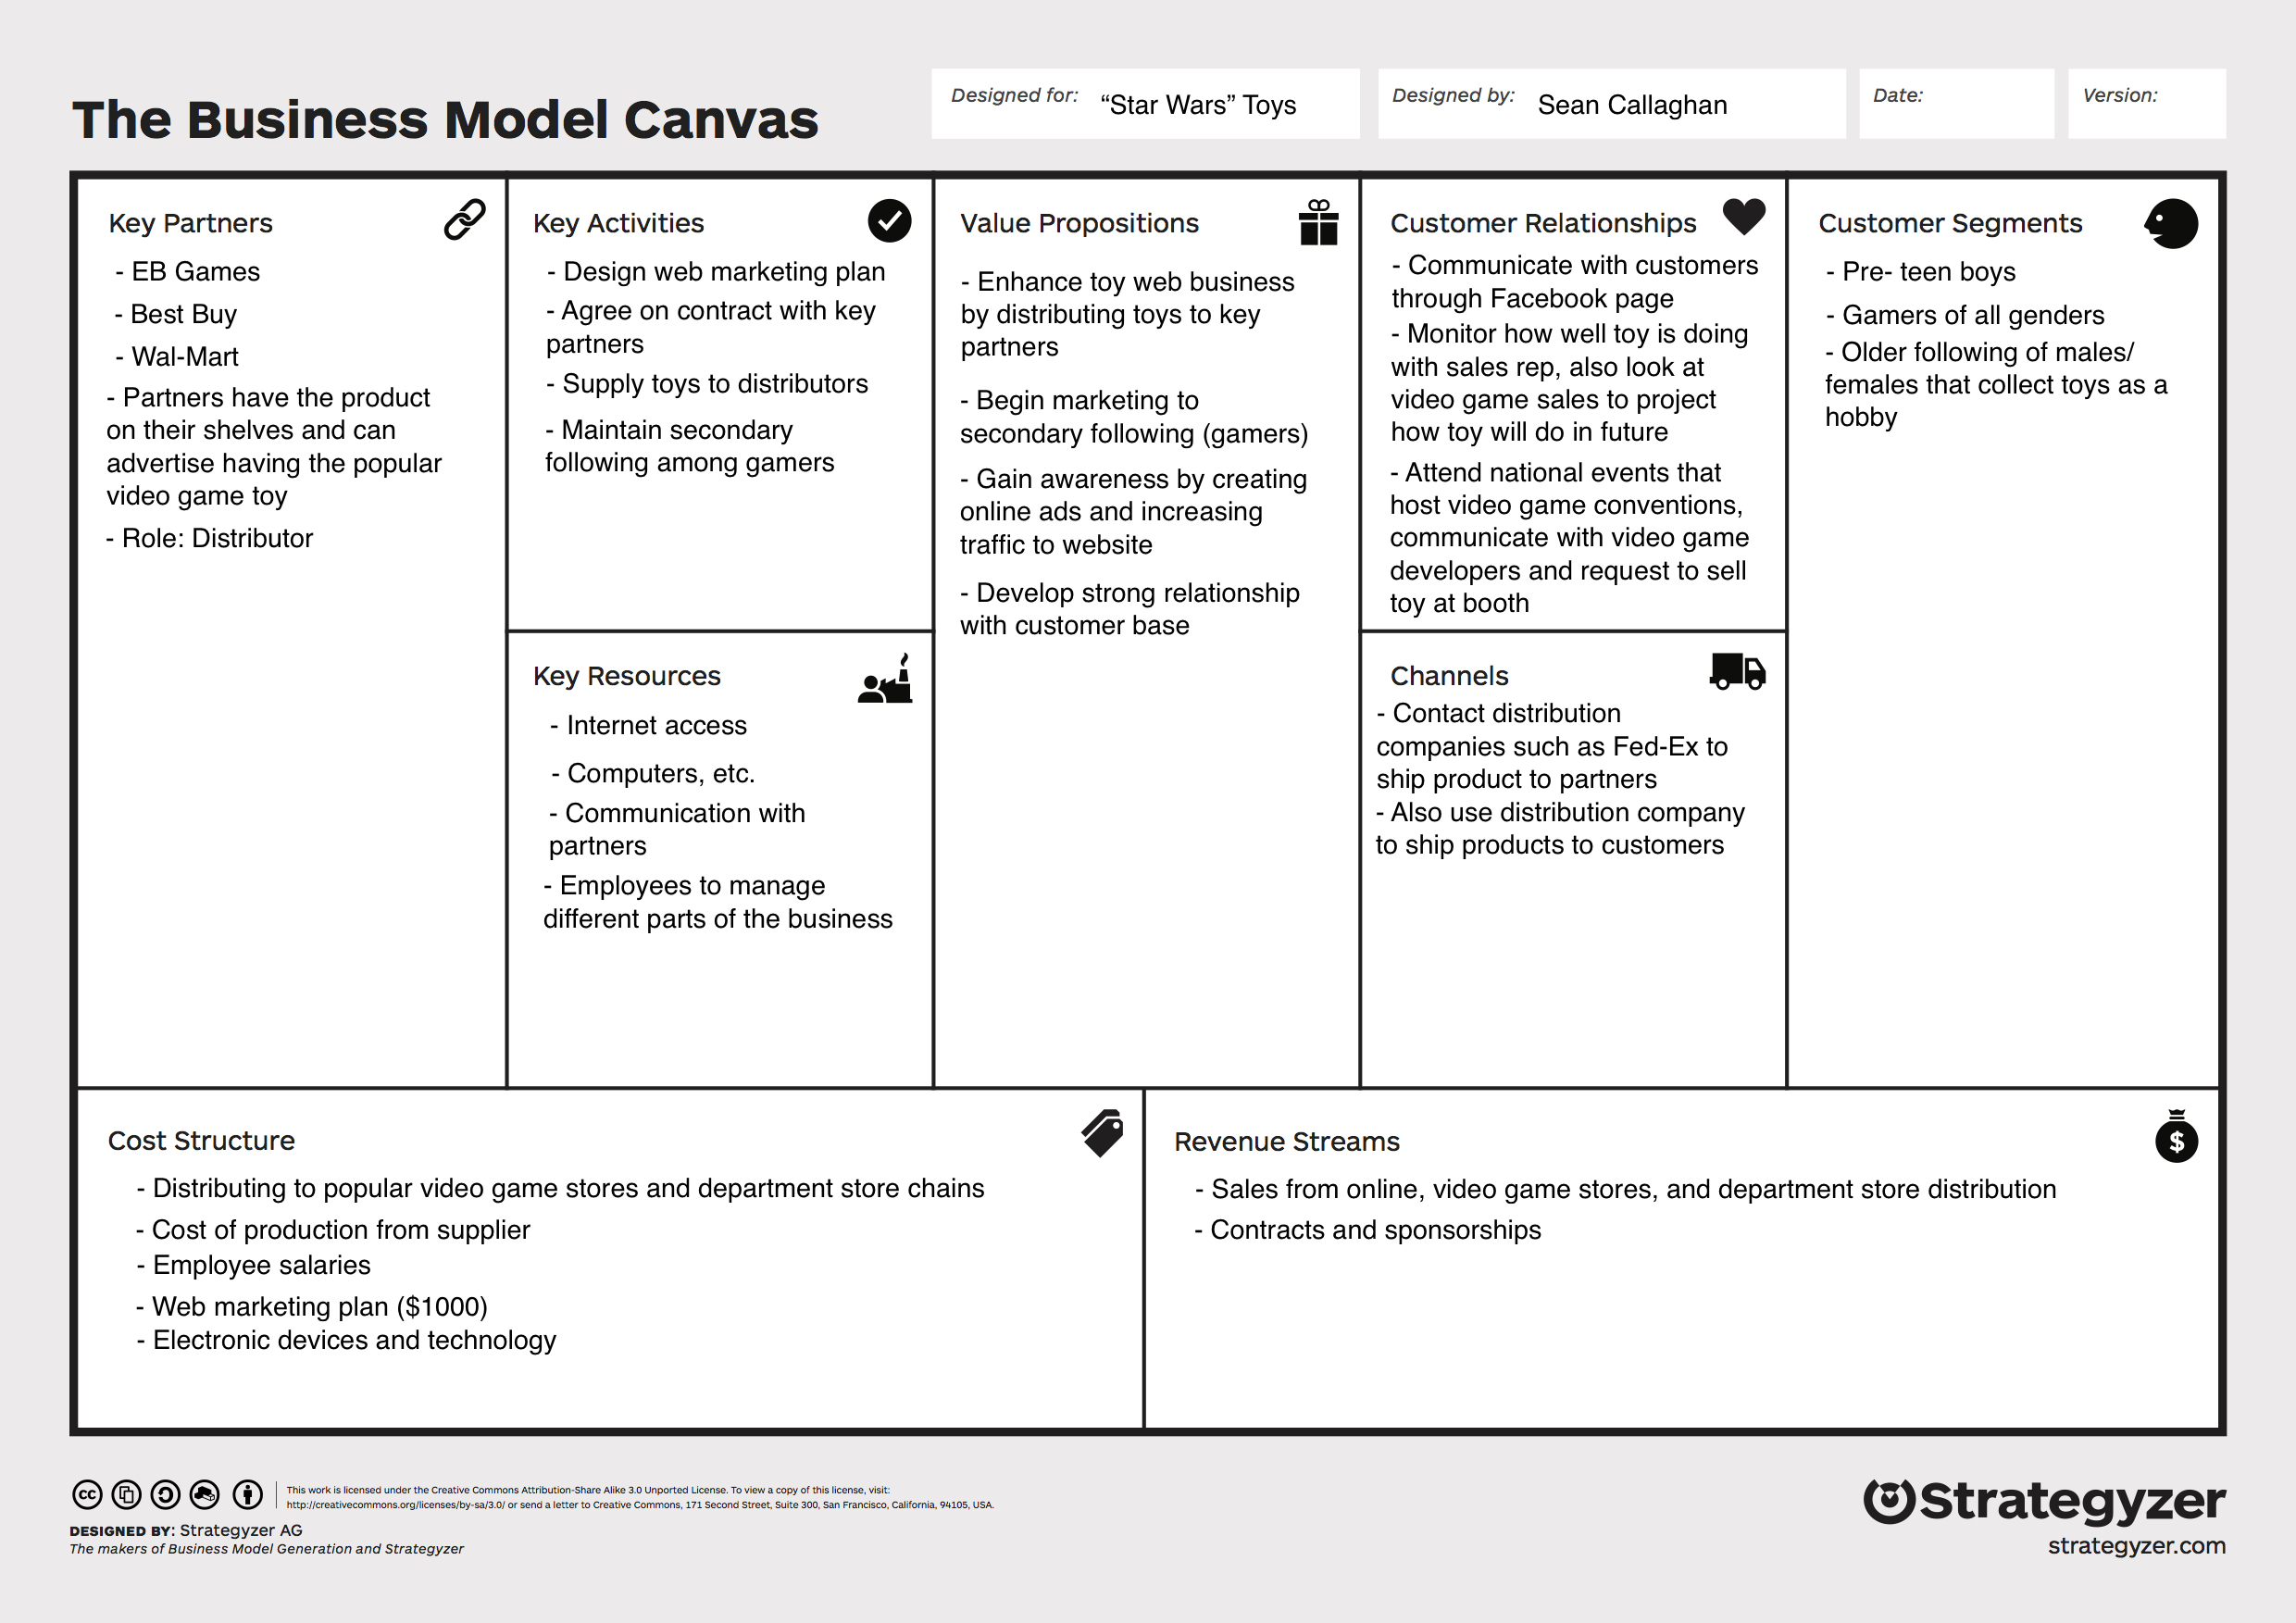 The Business Model Canvas
Designed for: “Star Wars” Toys
Designed by: Sean Callaghan
Date:
Version:
Key Partners
- EB Games
- Best Buy
- Wal-Mart
- Partners have the product
on their shelves and can
advertise having the popular
video game toy
- Role: Distributor
Key Activities
- Design web marketing plan
- Agree on contract with key
partners
- Supply toys to distributors
- Maintain secondary
following among gamers
Key Resources
- Internet access
- Computers, etc.
- Communication with
partners
- Employees to manage
different parts of the business
Value Propositions
- Enhance toy web business
by distributing toys to key
partners
- Begin marketing to
secondary following (gamers)
- Gain awareness by creating
online ads and increasing
traffic to website
- Develop strong relationship
with customer base
Customer Relationships
- Communicate with customers
through Facebook page
- Monitor how well toy is doing
with sales rep, also look at
video game sales to project
how toy will do in future
- Attend national events that
host video game conventions,
communicate with video game
developers and request to sell
toy at booth
Channels
- Contact distribution
companies such as Fed-Ex to
ship product to partners
- Also use distribution company
to ship products to customers
Customer Segments
- Pre- teen boys
- Gamers of all genders
- Older following of males/
females that collect toys as a
hobby
Cost Structure
- Distributing to popular video game stores and department store chains
- Cost of production from supplier
- Employee salaries
- Web marketing plan ($1000)
- Electronic devices and technology
Revenue Streams
$
- Sales from online, video game stores, and department store distribution
- Contracts and sponsorships
cc
This work is licensed under the Creative Commons Attribution-Share Alike 3.0 Unported License. To view a copy of this license, visit:
http://creativecommons.org/licenses/by-sa/3.0/ or send a letter to Creative Commons, 171 Second Street, Suite 300, San Francisco, California, 94105, USA.
DESIGNED BY: Strategyzer AG
The makers of Business Model Generation and Strategyzer
Strategyzer
strategyzer.com